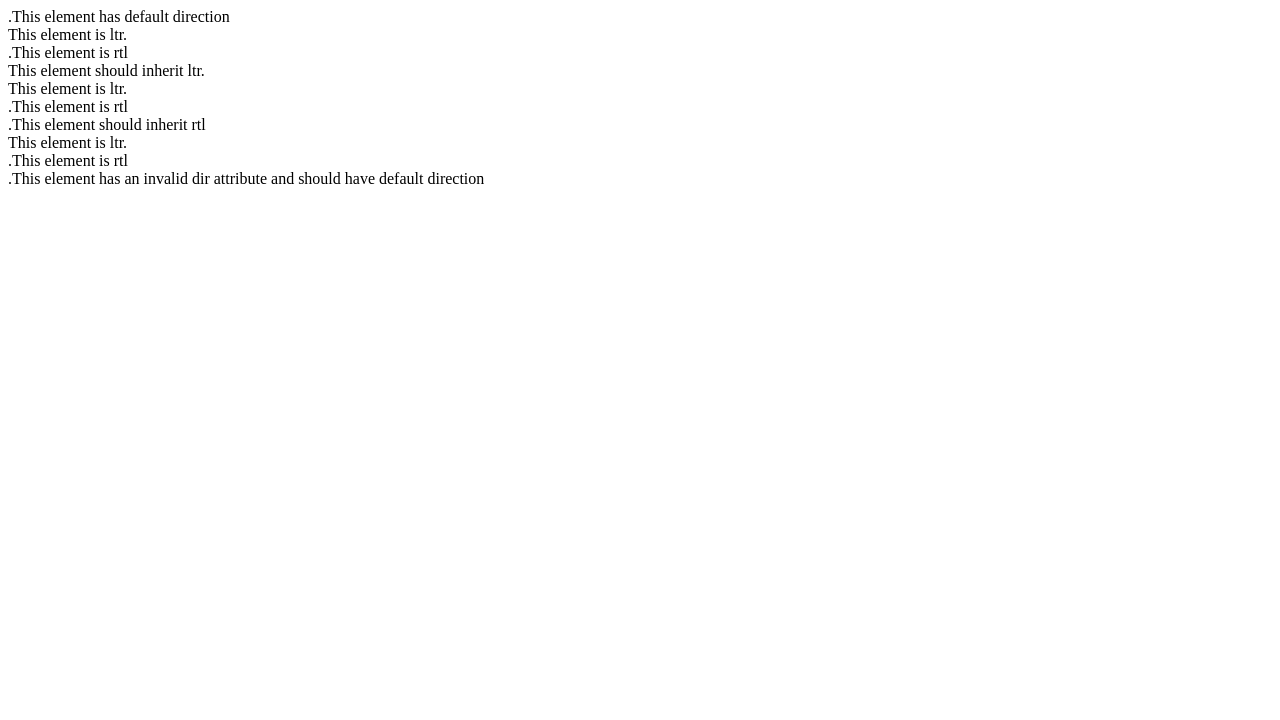 .This element has default direction
This element is ltr.
.This element is rtl
This element should inherit ltr.
This element is ltr.
.This element is rtl
.This element should inherit rtl
This element is ltr.
.This element is rtl
.This element has an invalid dir attribute and should have default direction